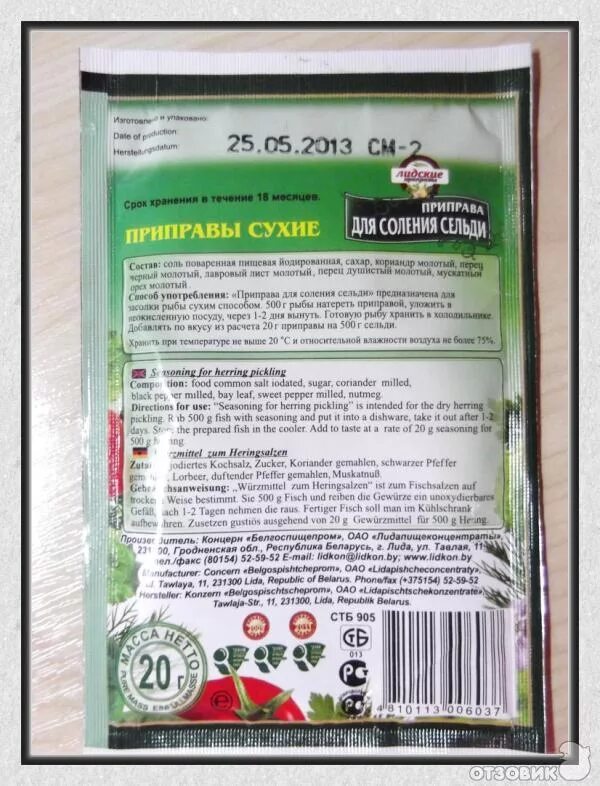 Изготовлено и упаковано:
Date of production:
Herstellungsdatum:
25.05.2013 СМ-2
лидские
приправы
Срок хранения в течение 18 месяцев.
ПРИПРАВА
ДЛЯ СОЛЕНИЯ СЕЛЬДИ
ПРИПРАВЫ СУХИЕ
Состав: соль поваренная пищевая йодированная, сахар, кориандр молотый, перец
черный молотый, лавровый лист молотый, перец душистый молотый, мускатный
орех молотый
Способ употребления: «Приправа для соления сельди» предназначена для
засолки рыбы сухим способом. 500 г рыбы натереть приправой, уложить в
неокисленную посуду, через 1-2 дня вынуть. Готовую рыбу хранить в холодильнике.
Добавлять по вкусу из расчета 20 г приправы на 500 г сельди.
Хранить при температуре не выше 20 °С и относительной влажности воздуха не более 75%.
Seasoning for herring pickling
Composition: food common salt iodated, sugar, coriander milled,
black pepper milled, bay leaf, sweet pepper milled, nutmeg.
Directions for use: "Seasoning for herring pickling" is intended for the dry herring
pickling. Rub 500 g fish with seasoning and put it into a dishware, take it out after 1-2
days. Store the prepared fish in the cooler. Add to taste at a rate of 20 g seasoning for
500 g herring.
Würzmittel zum Heringsalzen
Zutaten: jodiertes Kochsalz, Zucker, Koriander gemahlen, schwarzer Pfeffer
gemahlen, Lorbeer, duftender Pfeffer gemahlen, Muskatnuß.
Gebrauchsanweisung: „Würzmittel zum Heringsalzen" ist zum Fischsalzen auf
trockene Weise bestimmt. Sie 500 g Fisch und reiben die Gewürze ein unoxydierbares
Gefäß, nach 1-2 Tagen nehmen die raus. Fertiger Fisch soll man im Kühlschrank
aufbewahren. Zusetzen gustiös ausgehend von 20 g Gewürzmittel für 500 g Hering.
Производитель: Концерн «Белгоспищепром», ОАО «Лидапищеконцентраты»,
231300, Гродненская обл., Республика Беларусь, г. Лида, ул. Тавлая, 11
тел./факс (80154) 52-59-52 E-mail: lidkon@lidkon.by; www.lidkon.by
Manufacturer: Concern «Belgospishtcheprom», ОАО «Lidapishcheconcentraty»,
ul. Tawlaya, 11, 231300 Lida, Republic of Belarus. Phone/fax (+375154) 52-59-52
Hersteller: Konzern «Belgospischtscheprom», ОАО «Lidapischtschekonzentrate»,
Tawlaja-Str., 11, 231300, Lida, Republik Belarus.
СТБ 905
СТБ
013
МАССА НЕТТО
20 г
PURE MASS EINFÜLLMASSE
4 810113 006037
ОТЗОВИК